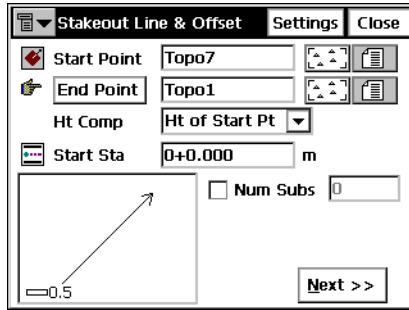 Stakeout Line & Offset Settings Close
Start Point Topo7
End Point Topo1
Ht Comp Ht of Start Pt
Start Sta 0+0.000 m
Num Subs 0
0.5
Next >>